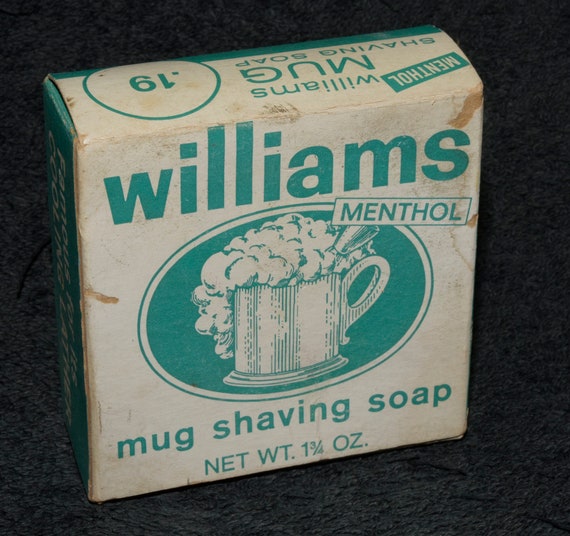 .19
williams
MUG
SHAVING SOAP
MENTHOL
williams
MENTHOL
mug shaving soap
NET WT. 1¾ OZ.